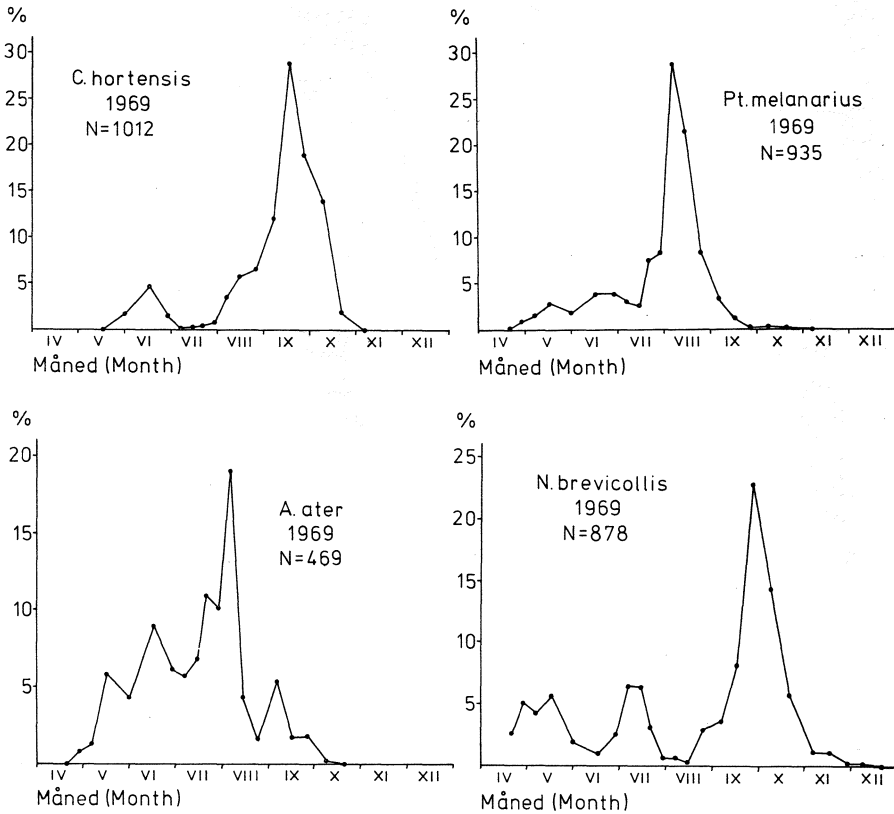 %
30
25
20
15
10
5
C. hortensis
1969
N=1012
IV V VI VII VIII IX X XI XII
Måned (Month)
%
30
25
20
15
10
5
Pt. melanarius
1969
N=935
IV V VI VII VIII IX X XI XII
Måned (Month)
%
20
15
10
5
A. ater
1969
N=469
IV V VI VII VIII IX X XI XII
Måned (Month)
%
25
20
15
10
5
N. brevicollis
1969
N=878
IV V VI VII VIII IX X XI XII
Måned (Month)